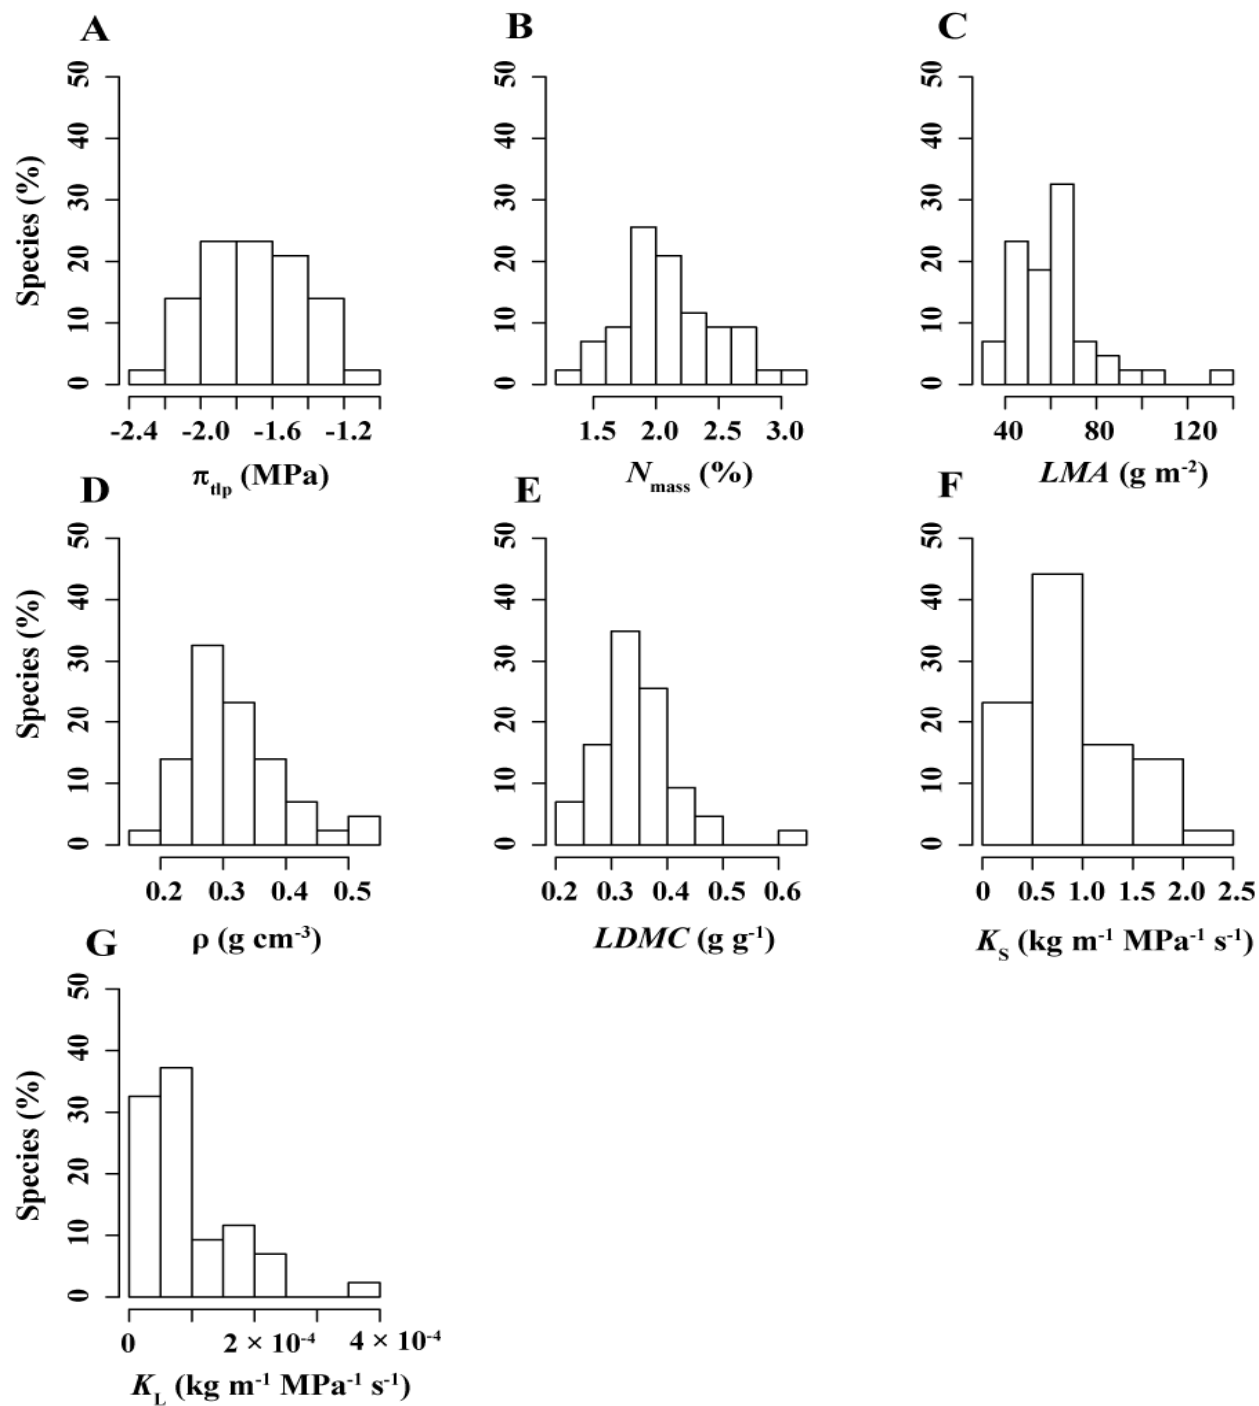 A
B
C
Species (%)
50
40
30
20
10
0
50
40
30
20
10
0
50
40
30
20
10
0
-2.4 -2.0 -1.6 -1.2
1.5 2.0 2.5 3.0
40 80 120
π_tlp (MPa)
N_mass (%)
LMA (g m⁻²)
D
E
F
Species (%)
50
40
30
20
10
0
50
40
30
20
10
0
50
40
30
20
10
0
0.2 0.3 0.4 0.5
0.2 0.3 0.4 0.5 0.6
0 0.5 1.0 1.5 2.0 2.5
ρ (g cm⁻³)
LDMC (g g⁻¹)
K_S (kg m⁻¹ MPa⁻¹ s⁻¹)
G
Species (%)
50
40
30
20
10
0
0 2 × 10⁻⁴ 4 × 10⁻⁴
K_L (kg m⁻¹ MPa⁻¹ s⁻¹)